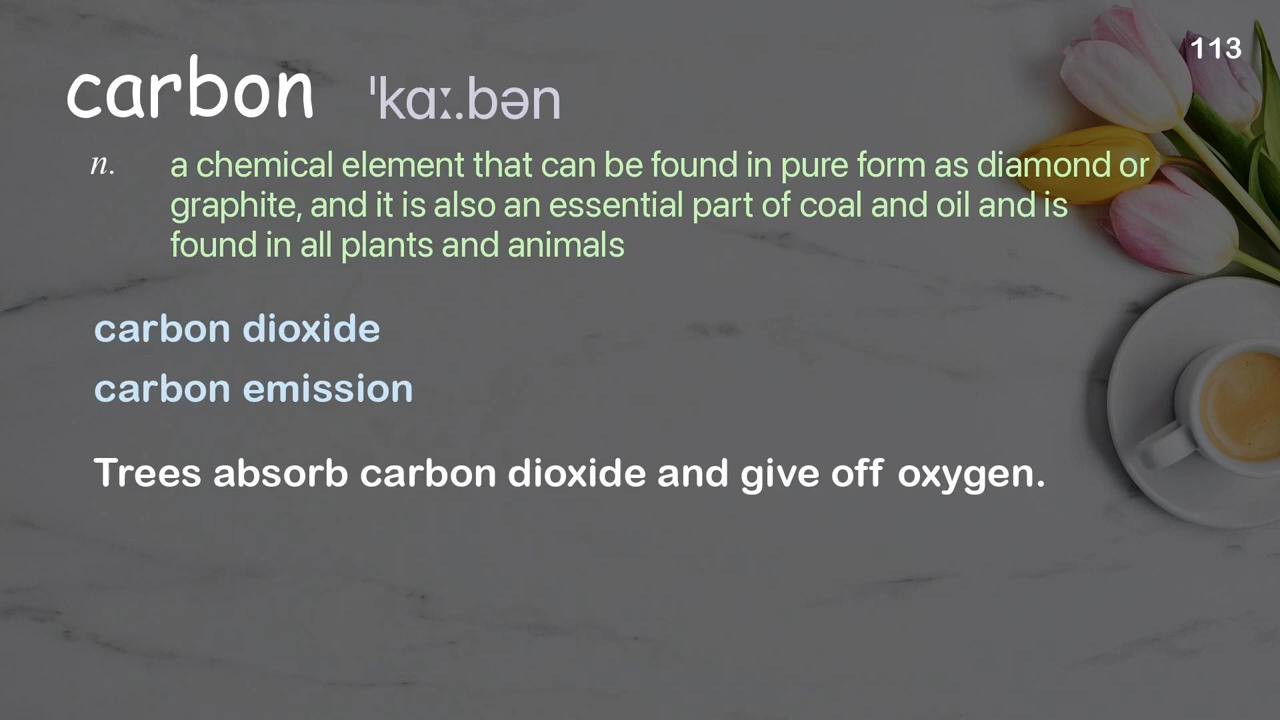 113
carbon ˈkɑː.bən
n. a chemical element that can be found in pure form as diamond or
graphite, and it is also an essential part of coal and oil and is
found in all plants and animals
carbon dioxide
carbon emission
Trees absorb carbon dioxide and give off oxygen.